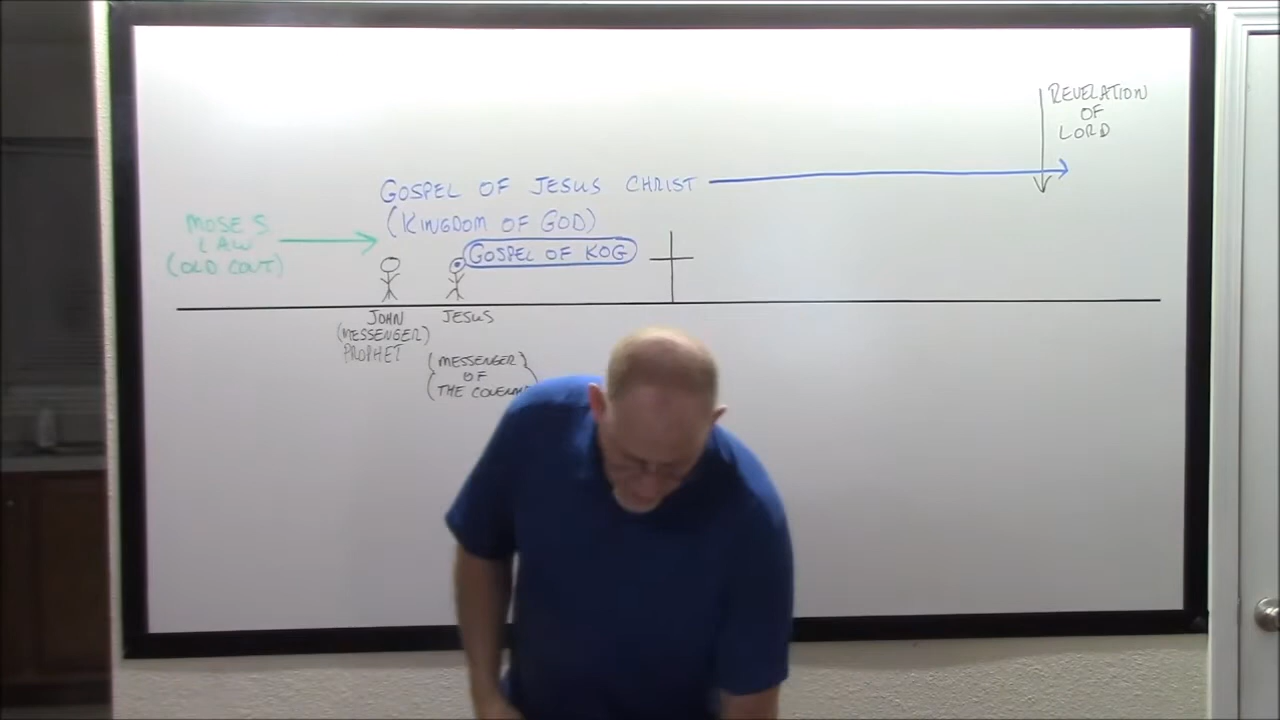 REVELATION
OF
LORD
GOSPEL OF JESUS CHRIST
(KINGDOM OF GOD)
MOSES
LAW
(OLD COVT)
GOSPEL OF KOG
JOHN
(MESSENGER)
PROPHET
JESUS
(MESSENGER)
OF
(THE